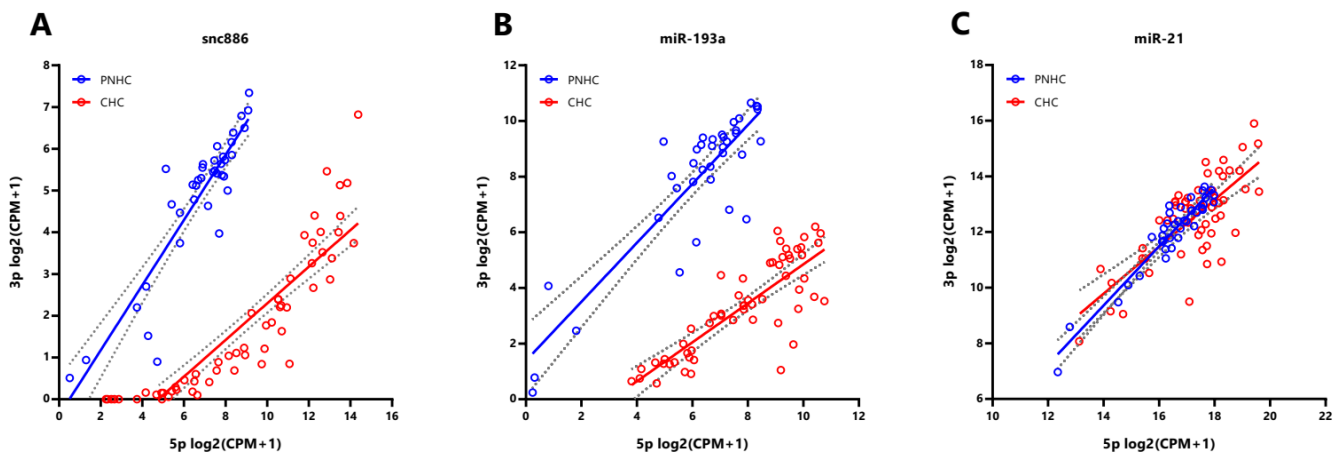 A
snc886
3p log2(CPM+1)
8
7
6
5
4
3
2
1
0
PNHC
CHC
0 2 4 6 8 10 12 14 16
5p log2(CPM+1)
B
miR-193a
3p log2(CPM+1)
12
10
8
6
4
2
0
PNHC
CHC
0 2 4 6 8 10 12
5p log2(CPM+1)
C
miR-21
3p log2(CPM+1)
18
16
14
12
10
8
6
PNHC
CHC
10 12 14 16 18 20 22
5p log2(CPM+1)